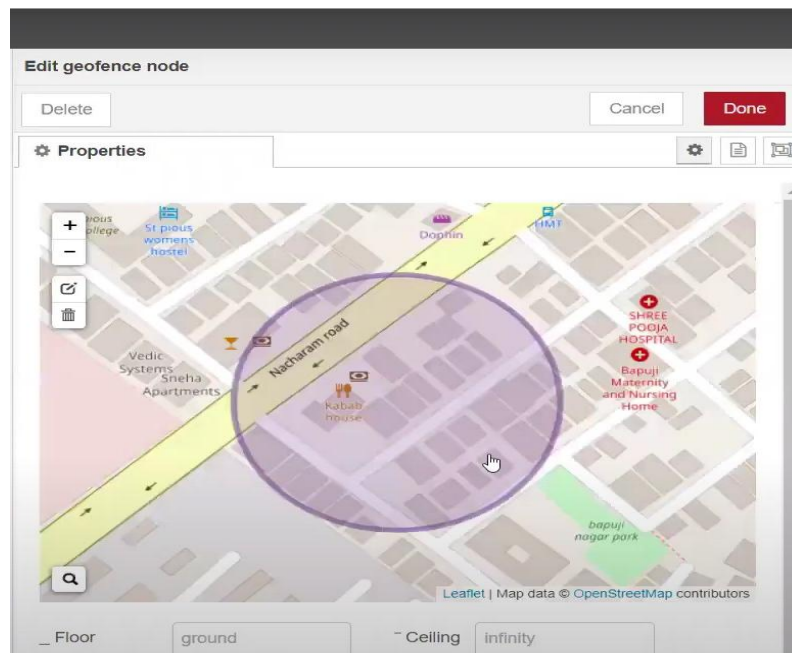 Edit geofence node
Delete
Cancel
Done
Properties
+
−
St pious
womens
hostel
Dophin
HMT
SHREE
POOJA
HOSPITAL
Bapuji
Maternity
and Nursing
Home
Nacharam road
Vedic
Systems
Sneha
Apartments
Kabab
house
bapuji
nagar park
Leaflet | Map data © OpenStreetMap contributors
_ Floor
ground
‾ Ceiling
infinity